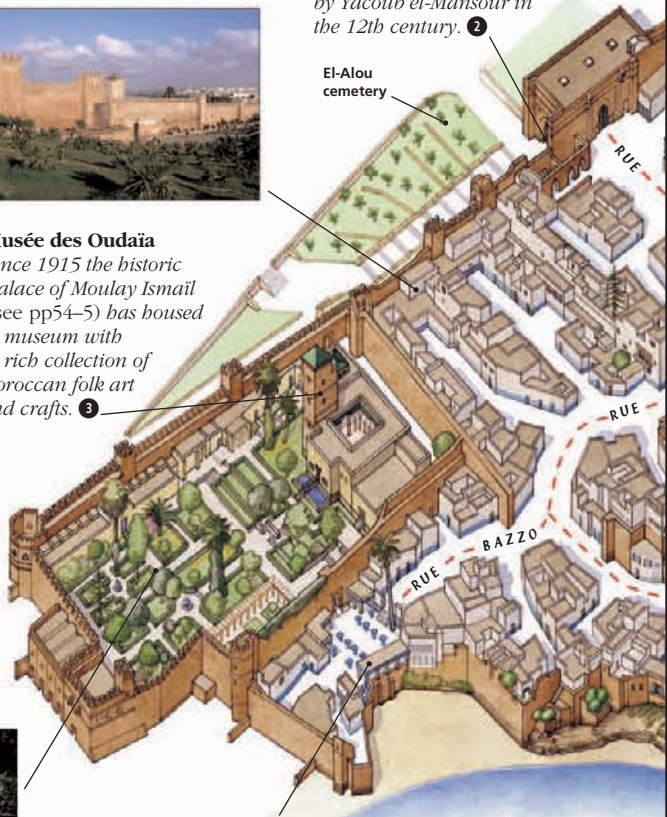 by Yacoub el-Mansour in
the 12th century. 2
El-Alou
cemetery
RUE
usée des Oudaïa
nce 1915 the historic
alace of Moulay Ismaïl
see pp54–5) has housed
museum with
rich collection of
oroccan folk art
nd crafts. 3
RUE
RUE BAZZO